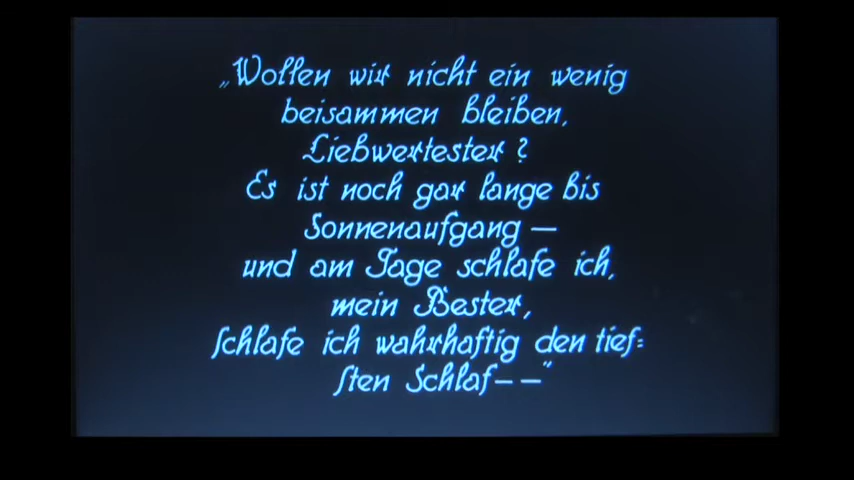 „Wollen wir nicht ein wenig
beisammen bleiben,
Liebwertester?
Es ist noch gar lange bis
Sonnenaufgang —
und am Tage schlafe ich,
mein Bester,
schlafe ich wahrhaftig den tief=
sten Schlaf — —“